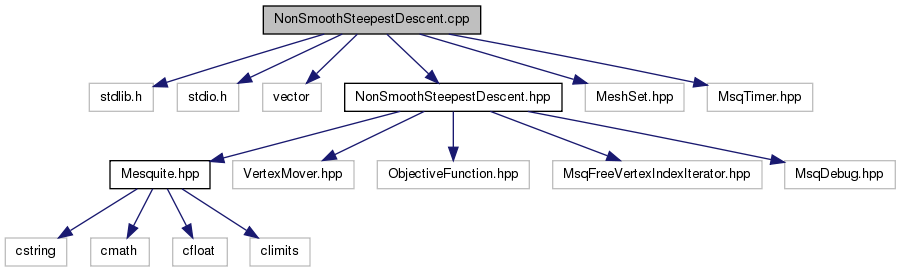 NonSmoothSteepestDescent.cpp
stdlib.h
stdio.h
vector
NonSmoothSteepestDescent.hpp
MeshSet.hpp
MsqTimer.hpp
Mesquite.hpp
VertexMover.hpp
ObjectiveFunction.hpp
MsqFreeVertexIndexIterator.hpp
MsqDebug.hpp
cstring
cmath
cfloat
climits